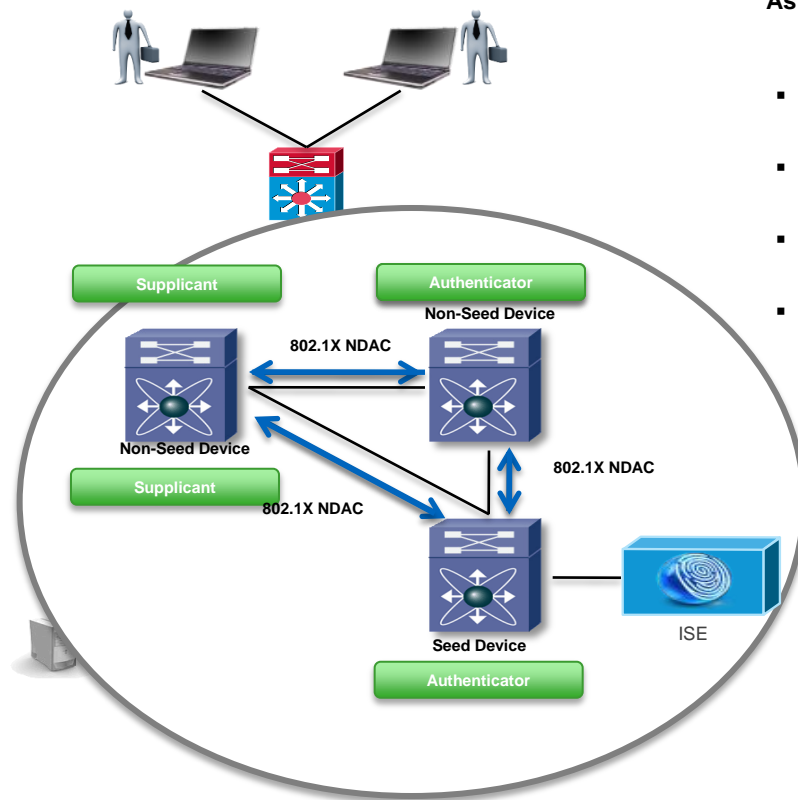 As
Supplicant
Authenticator
Non-Seed Device
802.1X NDAC
Non-Seed Device
802.1X NDAC
Supplicant
802.1X NDAC
Seed Device
ISE
Authenticator